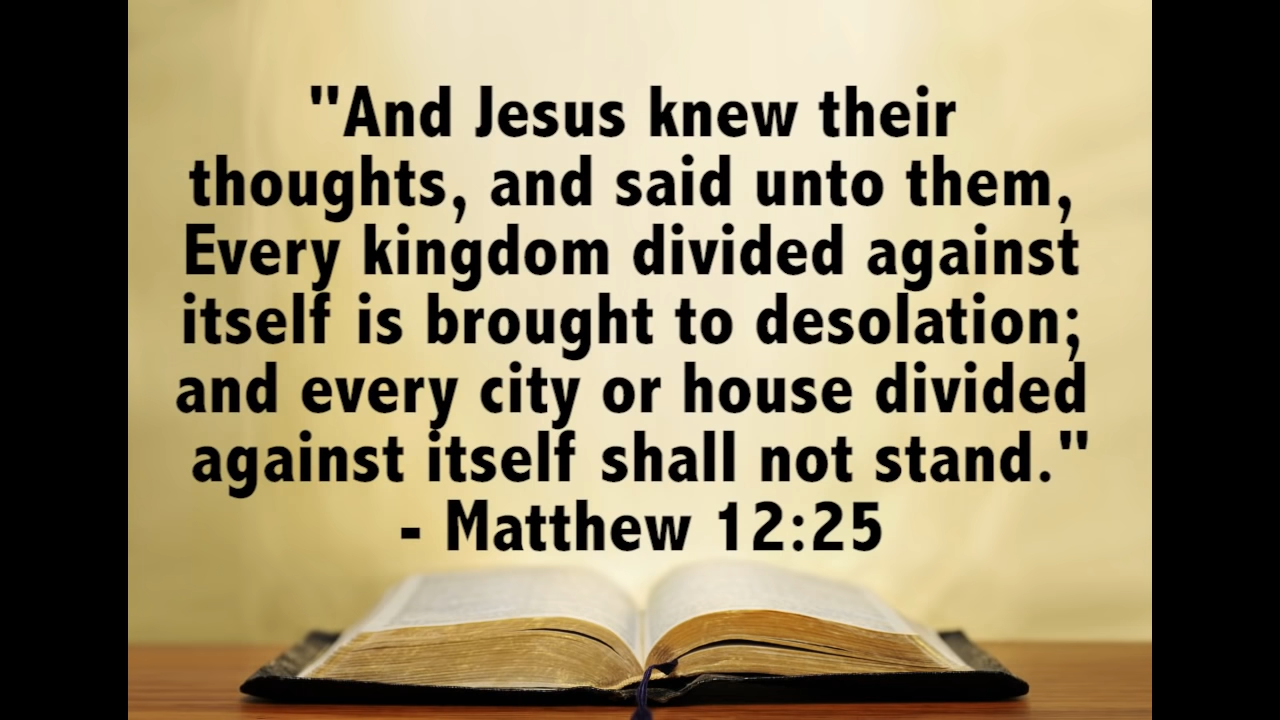 "And Jesus knew their
thoughts, and said unto them,
Every kingdom divided against
itself is brought to desolation;
and every city or house divided
against itself shall not stand."
- Matthew 12:25